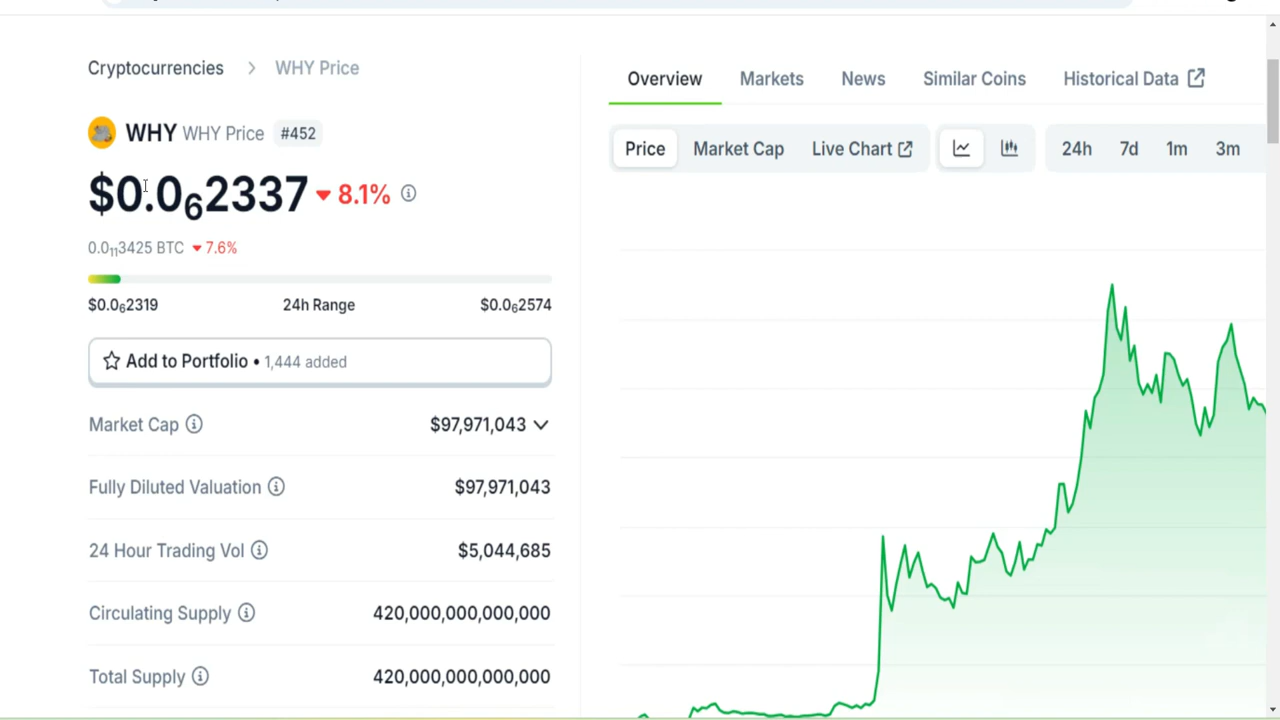 Cryptocurrencies > WHY Price
WHY WHY Price #452
$0.0₆2337 8.1%
0.0₁₁3425 BTC 7.6%
$0.0₆2319 24h Range $0.0₆2574
Add to Portfolio • 1,444 added
Market Cap $97,971,043
Fully Diluted Valuation $97,971,043
24 Hour Trading Vol $5,044,685
Circulating Supply 420,000,000,000,000
Total Supply 420,000,000,000,000
Overview Markets News Similar Coins Historical Data
Price Market Cap Live Chart 24h 7d 1m 3m